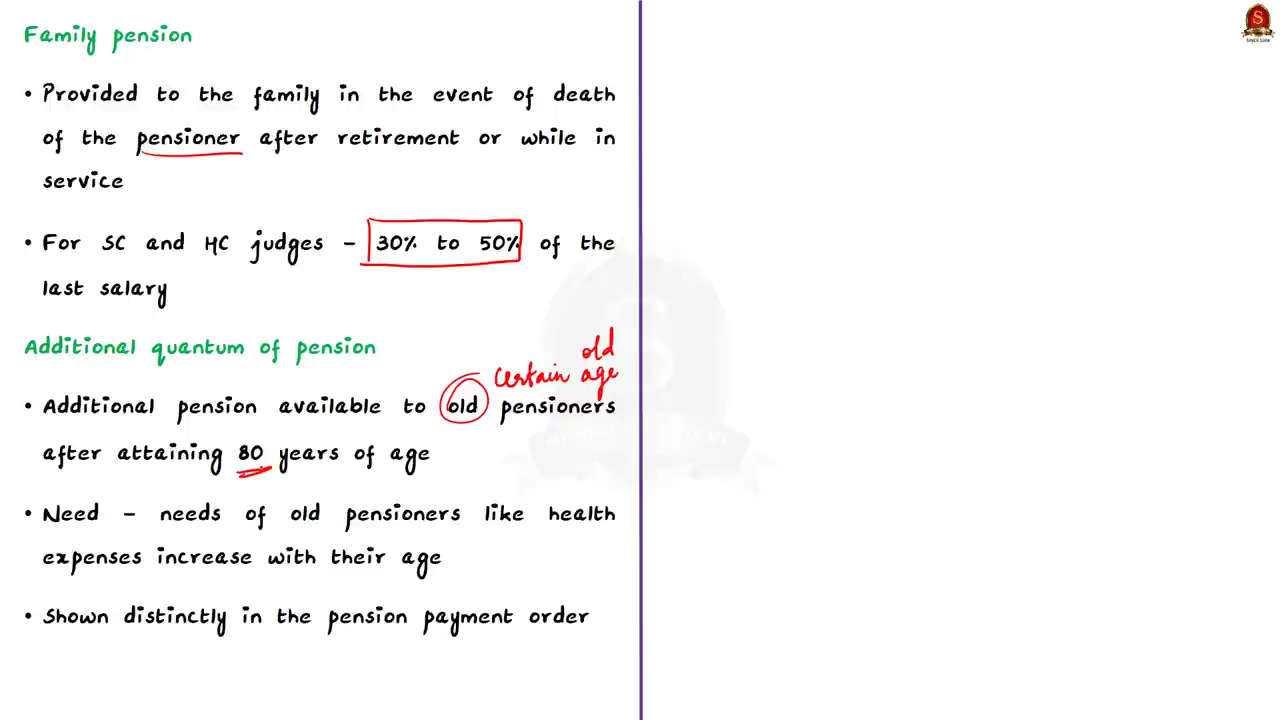 Family pension
• Provided to the family in the event of death
of the pensioner after retirement or while in
service
• For SC and HC judges - 30% to 50% of the
last salary
Additional quantum of pension
old
certain age
• Additional pension available to old pensioners
after attaining 80 years of age
• Need - needs of old pensioners like health
expenses increase with their age
• Shown distinctly in the pension payment order
S
SINCE 2004